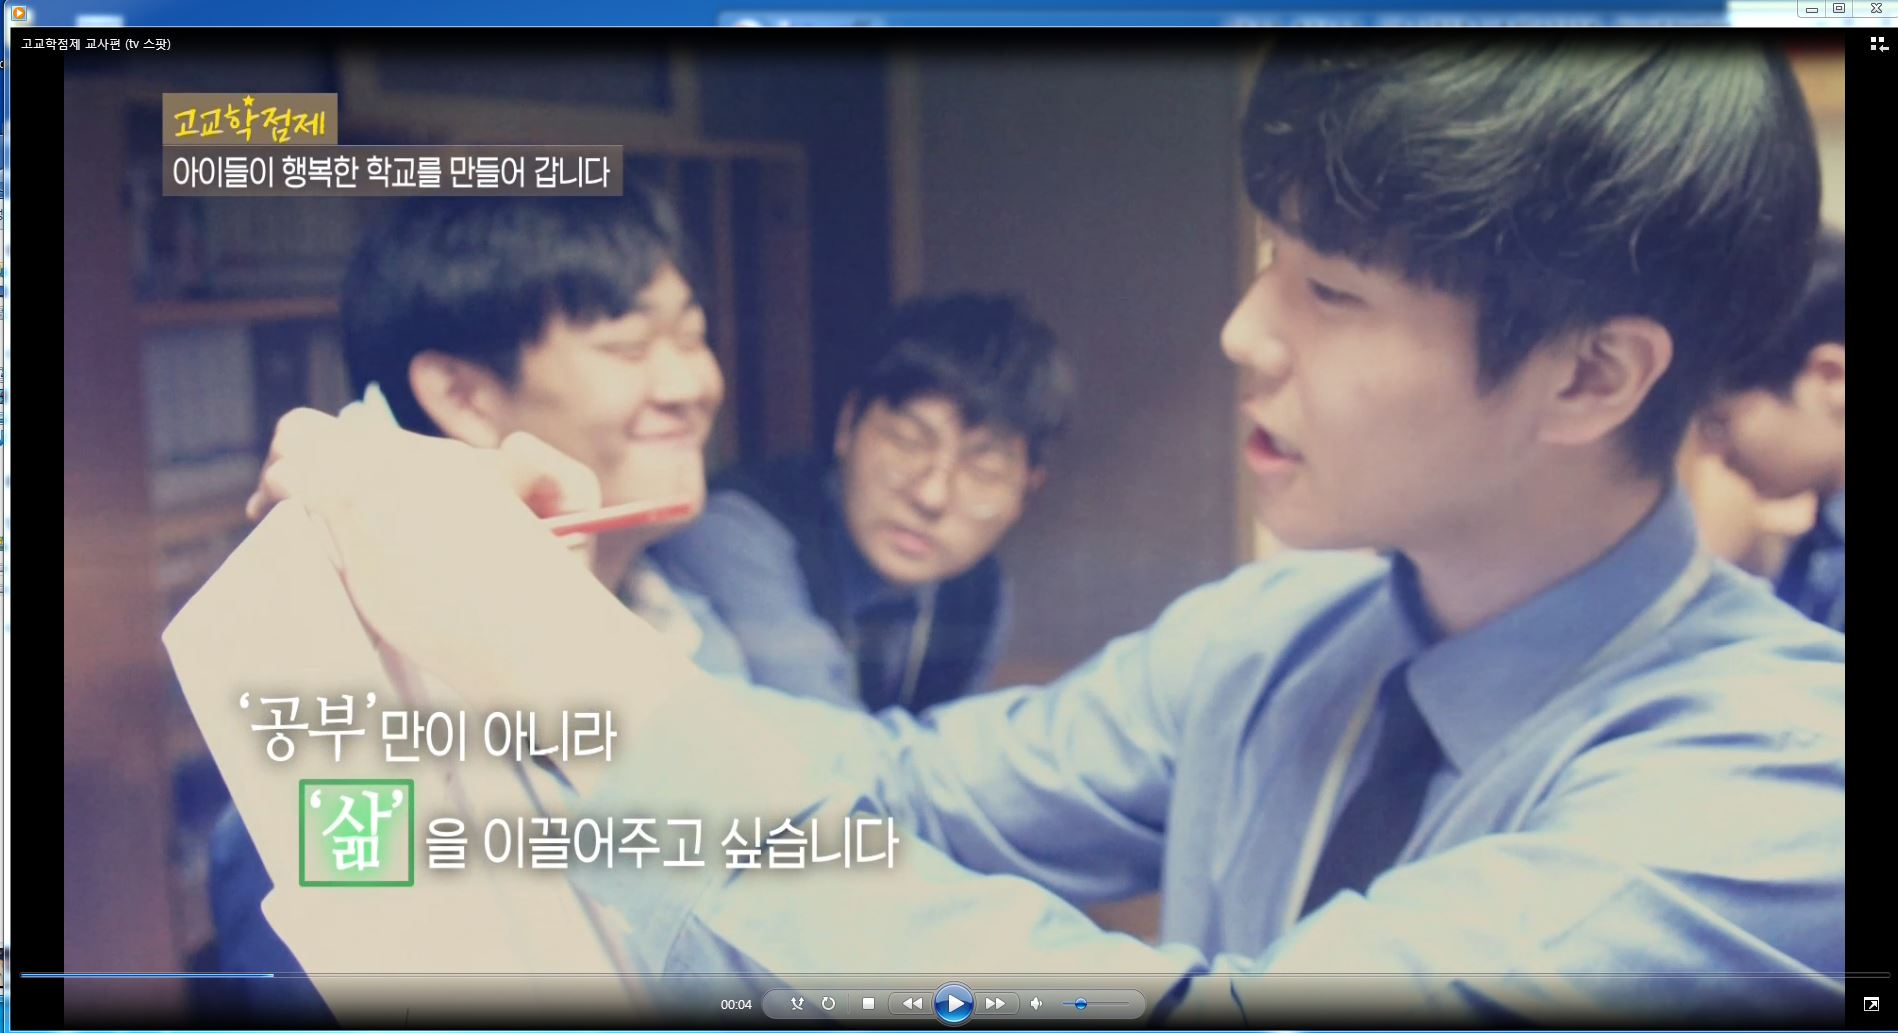 고교학점제 교사편 (tv 스팟)
고교학점제
아이들이 행복한 학교를 만들어 갑니다
‘공부’만이 아니라
‘삶’을 이끌어주고 싶습니다
00:04